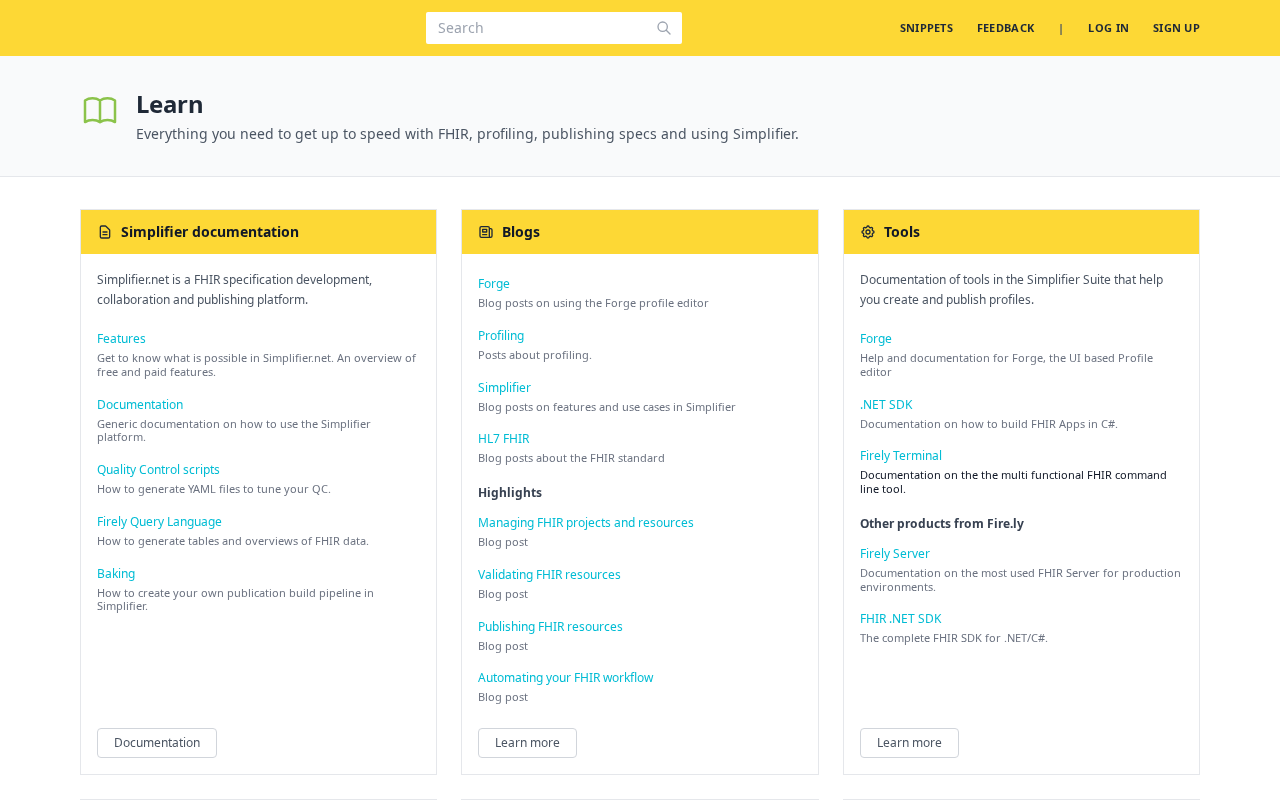 Search
SNIPPETS
FEEDBACK
|
LOG IN
SIGN UP
Learn
Everything you need to get up to speed with FHIR, profiling, publishing specs and using Simplifier.
Simplifier documentation
Simplifier.net is a FHIR specification development,
collaboration and publishing platform.
Features
Get to know what is possible in Simplifier.net. An overview of
free and paid features.
Documentation
Generic documentation on how to use the Simplifier
platform.
Quality Control scripts
How to generate YAML files to tune your QC.
Firely Query Language
How to generate tables and overviews of FHIR data.
Baking
How to create your own publication build pipeline in
Simplifier.
Documentation
Blogs
Forge
Blog posts on using the Forge profile editor
Profiling
Posts about profiling.
Simplifier
Blog posts on features and use cases in Simplifier
HL7 FHIR
Blog posts about the FHIR standard
Highlights
Managing FHIR projects and resources
Blog post
Validating FHIR resources
Blog post
Publishing FHIR resources
Blog post
Automating your FHIR workflow
Blog post
Learn more
Tools
Documentation of tools in the Simplifier Suite that help
you create and publish profiles.
Forge
Help and documentation for Forge, the UI based Profile
editor
.NET SDK
Documentation on how to build FHIR Apps in C#.
Firely Terminal
Documentation on the the multi functional FHIR command
line tool.
Other products from Fire.ly
Firely Server
Documentation on the most used FHIR Server for production
environments.
FHIR .NET SDK
The complete FHIR SDK for .NET/C#.
Learn more